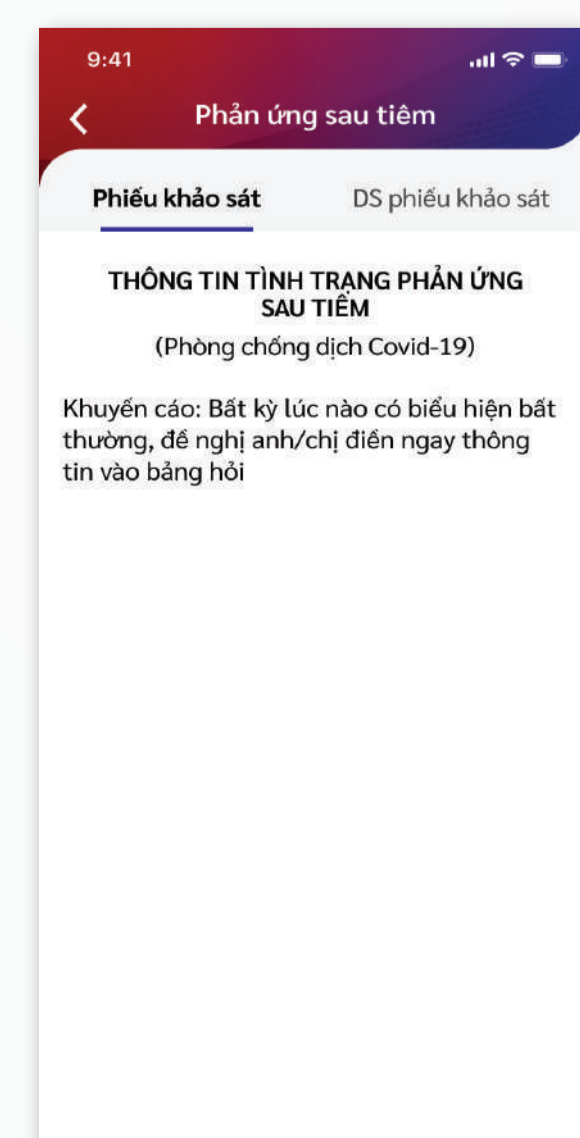 9:41
Phản ứng sau tiêm
Phiếu khảo sát DS phiếu khảo sát
THÔNG TIN TÌNH TRẠNG PHẢN ỨNG
SAU TIÊM
(Phòng chống dịch Covid-19)
Khuyến cáo: Bất kỳ lúc nào có biểu hiện bất
thường, đề nghị anh/chị điền ngay thông
tin vào bảng hỏi